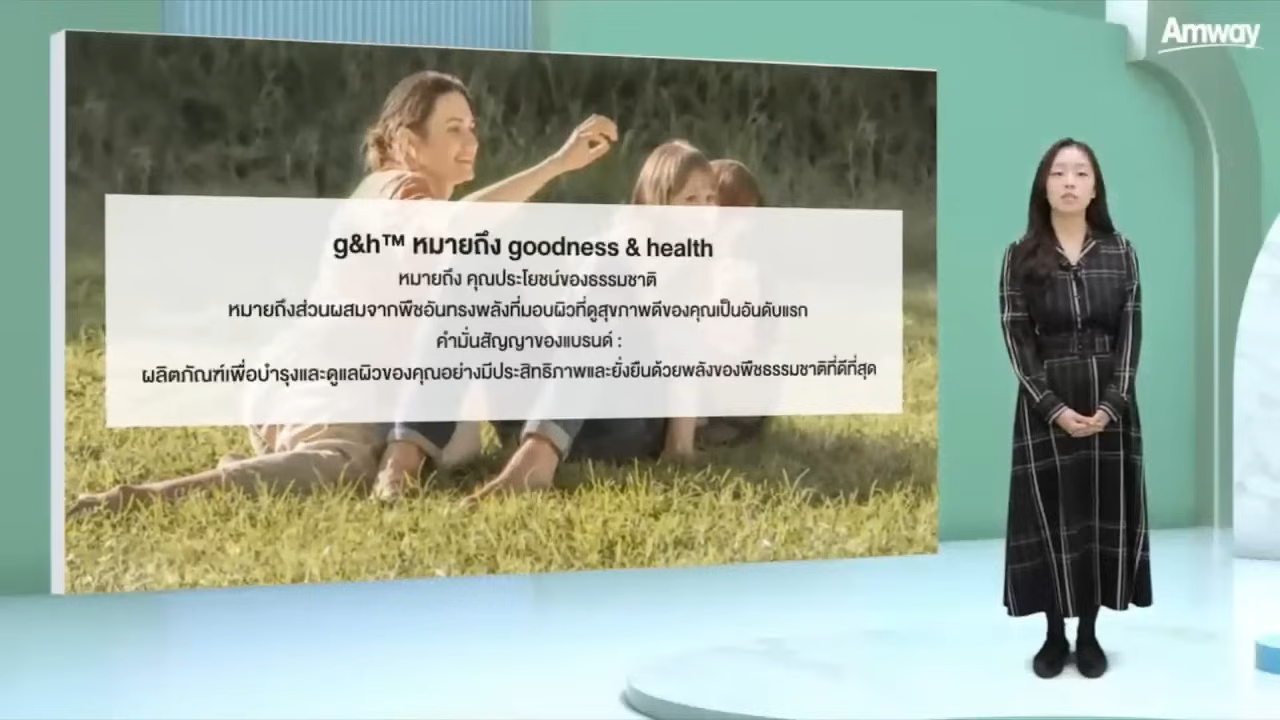 Amway
g&h™ หมายถึง goodness & health
หมายถึง คุณประโยชน์ของธรรมชาติ
หมายถึงส่วนผสมจากพืชอันทรงพลังที่มอบผิวที่ดูสุขภาพดีของคุณเป็นอันดับแรก
คำมั่นสัญญาของแบรนด์ :
ผลิตภัณฑ์เพื่อบำรุงและดูแลผิวของคุณอย่างมีประสิทธิภาพและยั่งยืนด้วยพลังของพืชธรรมชาติที่ดีที่สุด